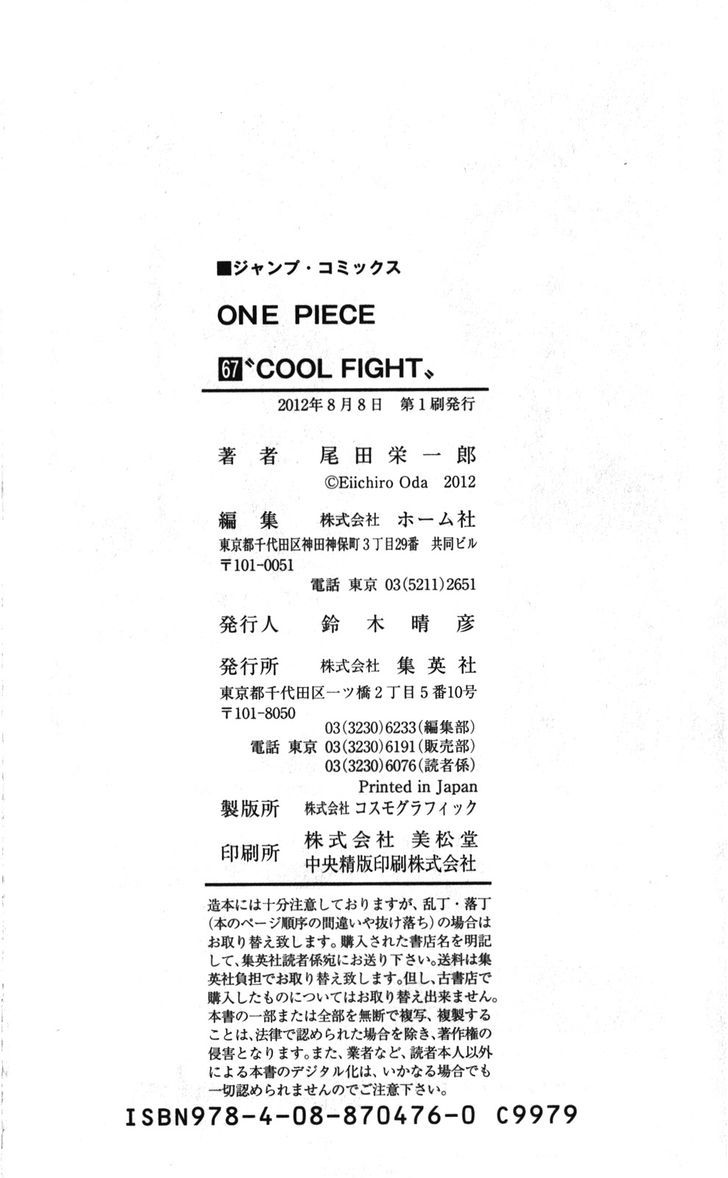 ■ジャンプ・コミックス
ONE PIECE
67 〝COOL FIGHT〟
2012年8月8日 第1刷発行
著者 尾田栄一郎
©Eiichiro Oda 2012
編集 株式会社 ホーム社
東京都千代田区神田神保町3丁目29番 共同ビル
〒101-0051
電話 東京 03(5211)2651
発行人 鈴木晴彦
発行所 株式会社 集英社
東京都千代田区一ツ橋2丁目5番10号
〒101-8050
03(3230)6233(編集部)
電話 東京 03(3230)6191(販売部)
03(3230)6076(読者係)
Printed in Japan
製版所 株式会社 コスモグラフィック
印刷所 株式会社 美松堂
中央精版印刷株式会社
造本には十分注意しておりますが、乱丁・落丁
(本のページ順序の間違いや抜け落ち)の場合は
お取り替え致します。購入された書店名を明記
して、集英社読者係宛にお送り下さい。送料は集
英社負担でお取り替え致します。但し、古書店で
購入したものについてはお取り替え出来ません。
本書の一部または全部を無断で複写、複製する
ことは、法律で認められた場合を除き、著作権の
侵害となります。また、業者など、読者本人以外
による本書のデジタル化は、いかなる場合でも
一切認められませんのでご注意下さい。
ISBN978-4-08-870476-0 C9979